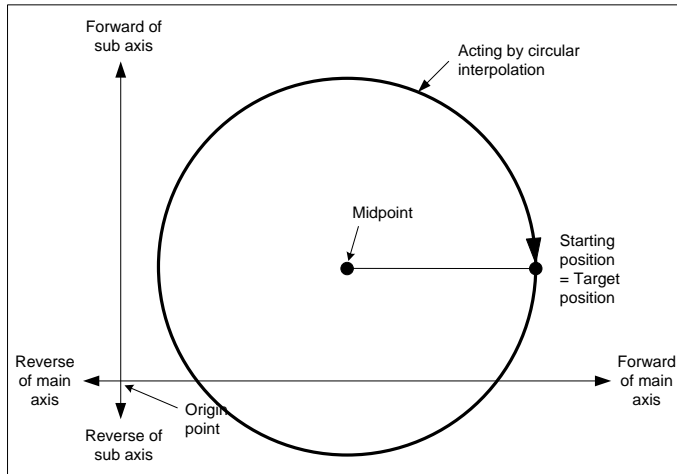 Forward of
sub axis
Acting by circular
interpolation
Midpoint
Starting
position
= Target
position
Reverse
of main
axis
Forward
of main
axis
Origin
point
Reverse of
sub axis